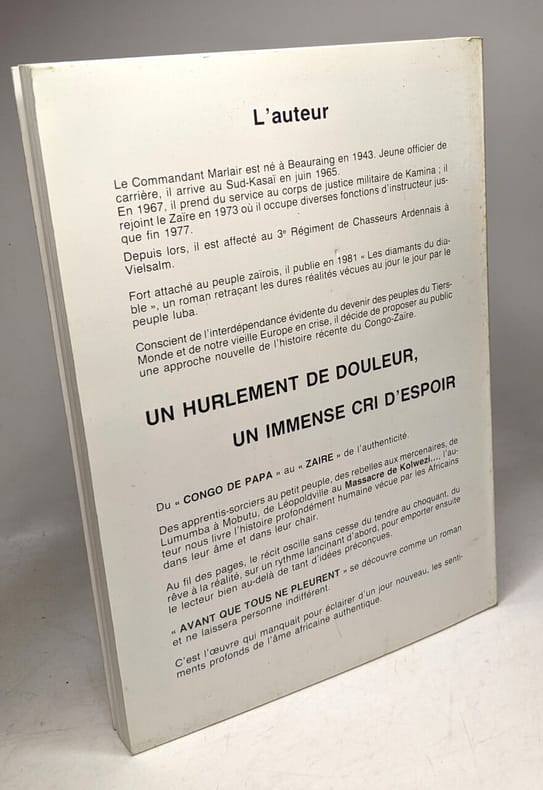 L'auteur
Le Commandant Marlair est né à Beauraing en 1943. Jeune officier de
carrière, il arrive au Sud-Kasaï en juin 1965.
En 1967, il prend du service au corps de justice militaire de Kamina ; il
rejoint le Zaïre en 1973 où il occupe diverses fonctions d'instructeur jus-
que fin 1977.
Depuis lors, il est affecté au 3e Régiment de Chasseurs Ardennais à
Vielsalm.
Fort attaché au peuple zaïrois, il publie en 1981 « Les diamants du dia-
ble », un roman retraçant les dures réalités vécues au jour le jour par le
peuple luba.
Conscient de l'interdépendance évidente du devenir des peuples du Tiers-
Monde et de notre vieille Europe en crise, il décide de proposer au public
une approche nouvelle de l'histoire récente du Congo-Zaïre.
UN HURLEMENT DE DOULEUR,
UN IMMENSE CRI D'ESPOIR
Du « CONGO DE PAPA » au « ZAIRE » de l'authenticité.
Des apprentis-sorciers au petit peuple, des rebelles aux mercenaires, de
Lumumba à Mobutu, de Léopoldville au Massacre de Kolwezi..., l'au-
teur nous livre l'histoire profondément humaine vécue par les Africains
dans leur âme et dans leur chair.
Au fil des pages, le récit oscille sans cesse du tendre au choquant, du
rêve à la réalité, sur un rythme lancinant d'abord, pour emporter ensuite
le lecteur bien au-delà de tant d'idées préconçues.
« AVANT QUE TOUS NE PLEURENT » se découvre comme un roman
et ne laissera personne indifférent.
C'est l'œuvre qui manquait pour éclairer d'un jour nouveau, les senti-
ments profonds de l'âme africaine authentique.